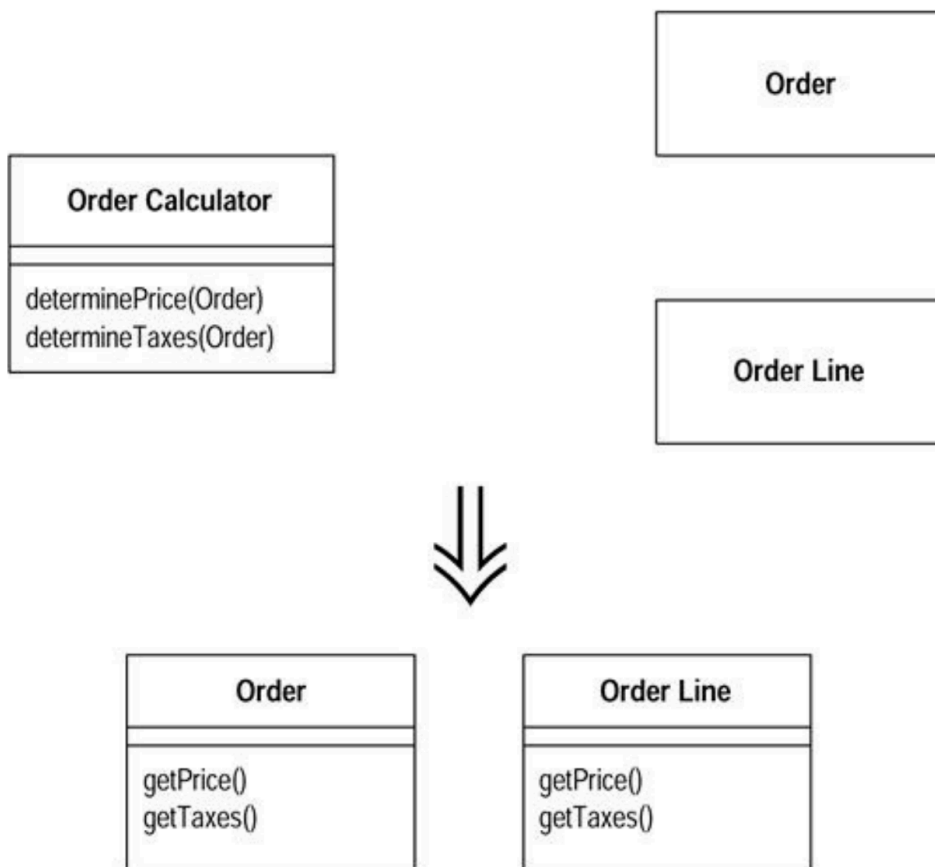 Order
Order Calculator
determinePrice(Order)
determineTaxes(Order)
Order Line
Order
getPrice()
getTaxes()
Order Line
getPrice()
getTaxes()